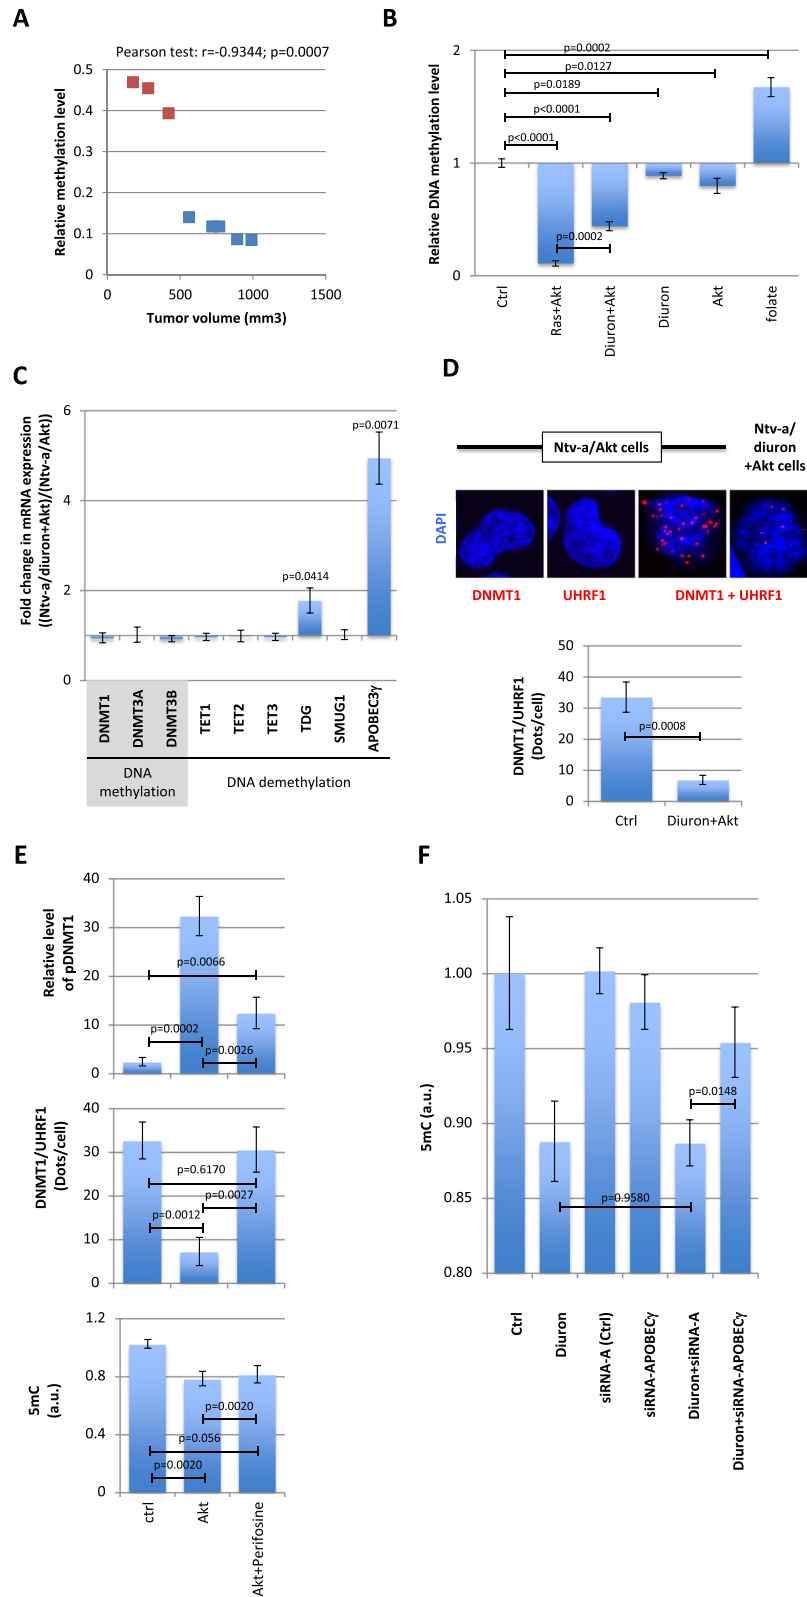 A
Pearson test: r=-0.9344; p=0.0007
Relative methylation level
0.5
0.4
0.3
0.2
0.1
0
0
500
1000
1500
Tumor volume (mm3)
B
Relative DNA methylation level
2
1
0
p=0.0002
p=0.0127
p=0.0189
p<0.0001
p<0.0001
p=0.0002
Ctrl
Ras+Akt
Diuron+Akt
Diuron
Akt
folate
C
Fold change in mRNA expression
((Ntv-a/diuron+Akt)/(Ntv-a/Akt))
6
4
2
0
p=0.0071
p=0.0414
DNMT1
DNMT3A
DNMT3B
TET1
TET2
TET3
TDG
SMUG1
APOBEC3γ
DNA
methylation
DNA demethylation
D
Ntv-a/Akt cells
Ntv-a/
diuron
+Akt cells
DAPI
DNMT1
UHRF1
DNMT1 + UHRF1
DNMT1/UHRF1
(Dots/cell)
50
40
30
20
10
0
p=0.0008
Ctrl
Diuron+Akt
E
Relative level
of pDNMT1
40
30
20
10
0
p=0.0066
p=0.0002
p=0.0026
DNMT1/UHRF1
(Dots/cell)
40
30
20
10
0
p=0.6170
p=0.0027
p=0.0012
5mC
(a.u.)
1.2
0.8
0.4
0
p=0.0020
p=0.056
p=0.0020
ctrl
Akt
Akt+Perifosine
F
5mC (a.u.)
1.05
1.00
0.95
0.90
0.85
0.80
p=0.0148
p=0.9580
Ctrl
Diuron
siRNA-A (Ctrl)
siRNA-APOBECγ
Diuron+siRNA-A
Diuron+siRNA-APOBECγ